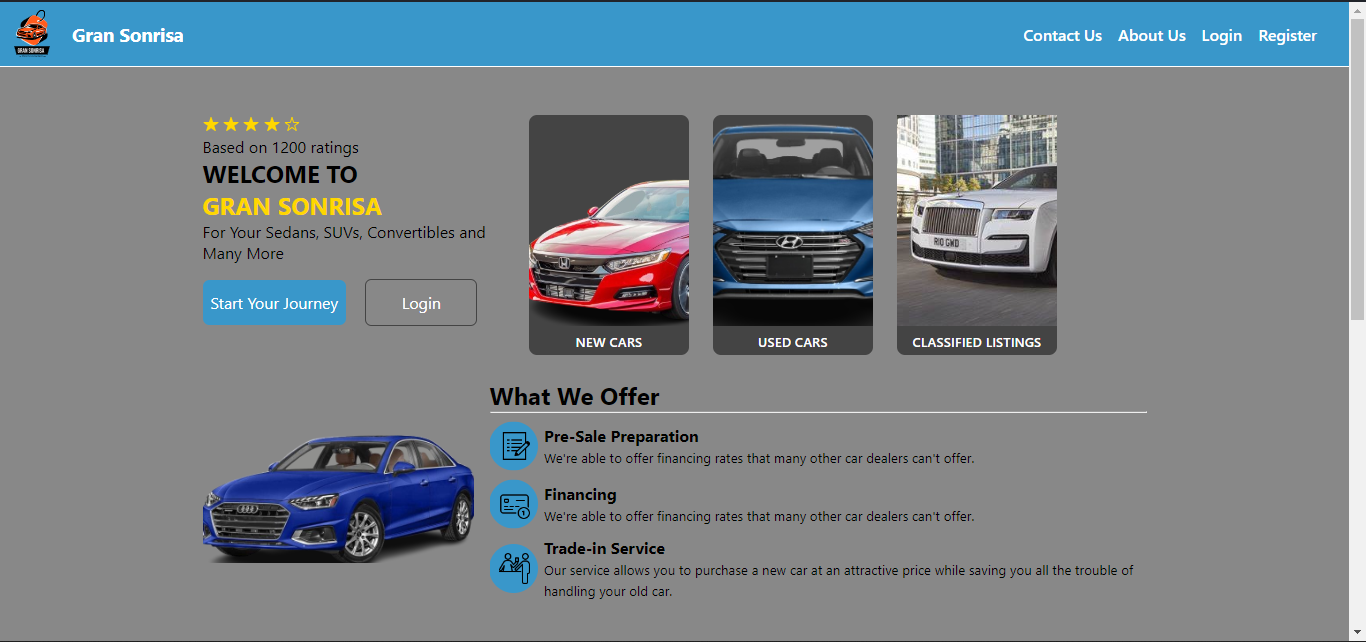 GRAN SONRISA
Gran Sonrisa
Contact Us
About Us
Login
Register
Based on 1200 ratings
WELCOME TO
GRAN SONRISA
For Your Sedans, SUVs, Convertibles and
Many More
Start Your Journey
Login
NEW CARS
USED CARS
R10 GWD
CLASSIFIED LISTINGS
What We Offer
Pre-Sale Preparation
We're able to offer financing rates that many other car dealers can't offer.
Financing
We're able to offer financing rates that many other car dealers can't offer.
Trade-in Service
Our service allows you to purchase a new car at an attractive price while saving you all the trouble of
handling your old car.